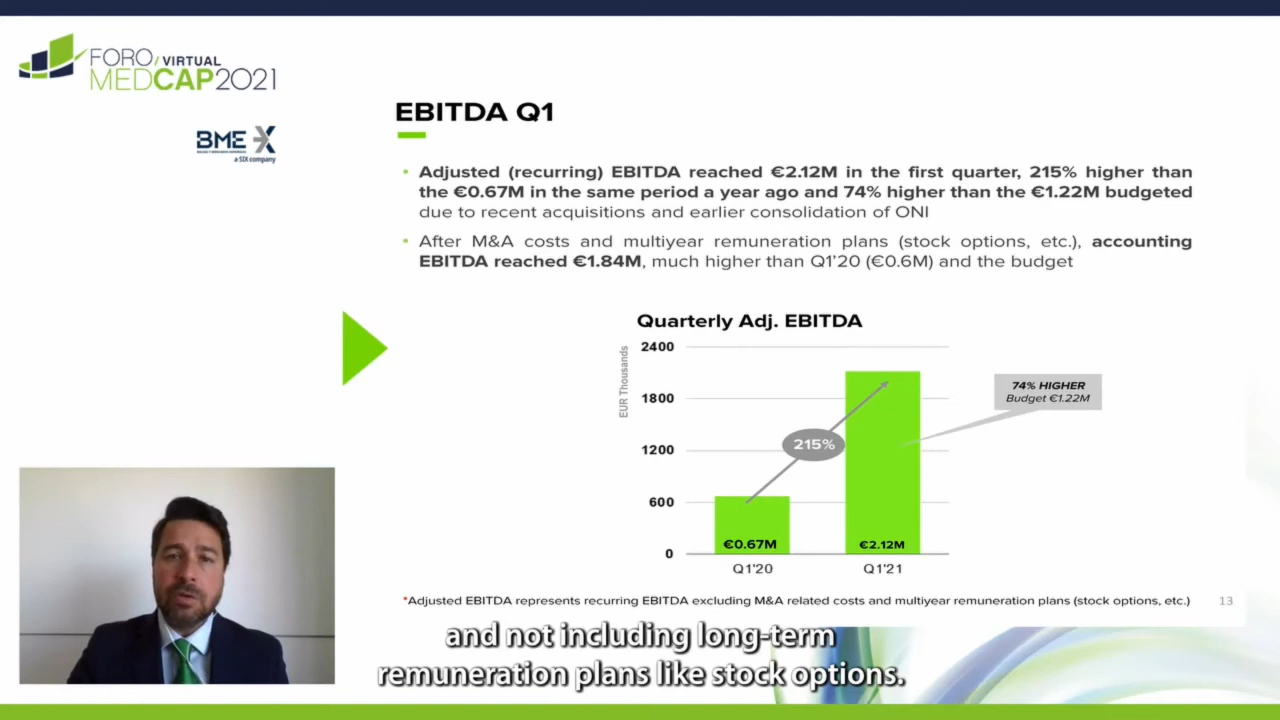 FORO / VIRTUAL
MEDCAP2021
BME X
BOLSAS Y MERCADOS ESPAÑOLES
a SIX company
EBITDA Q1
• Adjusted (recurring) EBITDA reached €2.12M in the first quarter, 215% higher than
the €0.67M in the same period a year ago and 74% higher than the €1.22M budgeted
due to recent acquisitions and earlier consolidation of ONI
• After M&A costs and multyear remuneration plans (stock options, etc.), accounting
EBITDA reached €1.84M, much higher than Q1'20 (€0.6M) and the budget
Quarterly Adj. EBITDA
EUR Thousands
2400
1800
1200
600
0
215%
74% HIGHER
Budget €1.22M
€0.67M
€2.12M
Q1'20
Q1'21
*Adjusted EBITDA represents recurring EBITDA excluding M&A related costs and multyear remuneration plans (stock options, etc.)
13
and not including long-term
remuneration plans like stock options.